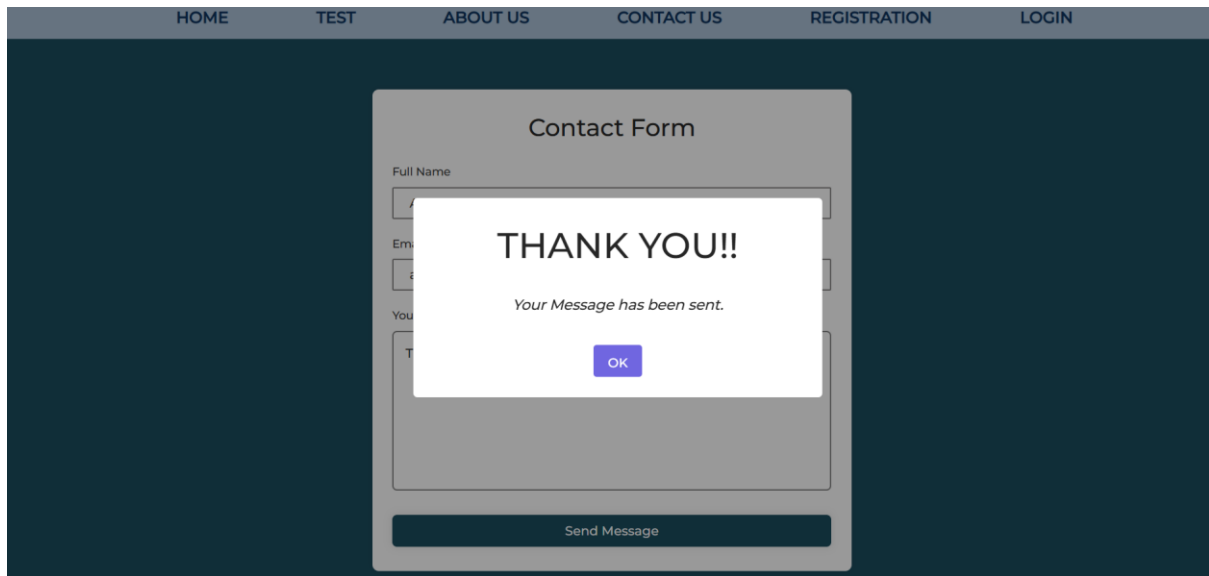 HOME TEST ABOUT US CONTACT US REGISTRATION LOGIN
Contact Form
Full Name
THANK YOU!!
Your Message has been sent.
OK
Send Message